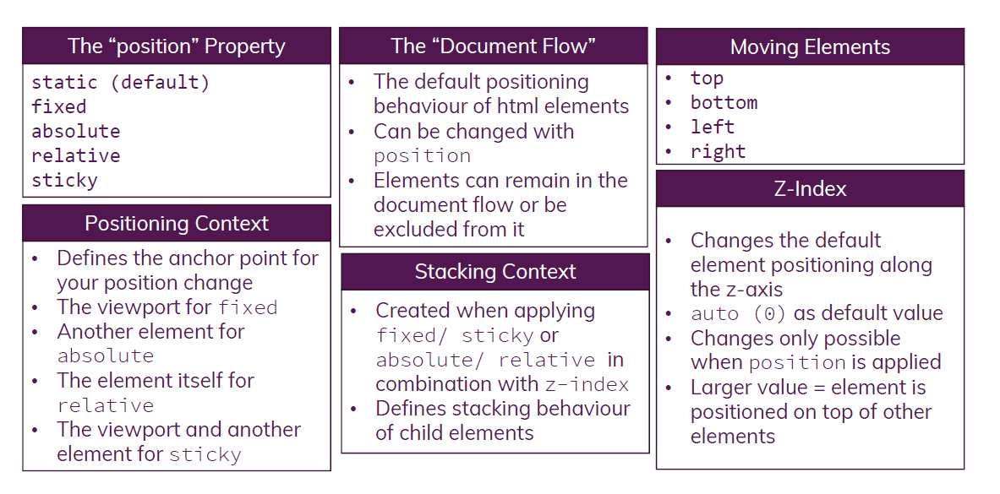 The “position” Property
static (default)
fixed
absolute
relative
sticky
Positioning Context
• Defines the anchor point for
your position change
• The viewport for fixed
• Another element for
absolute
• The element itself for
relative
• The viewport and another
element for sticky
The “Document Flow”
• The default positioning
behaviour of html elements
• Can be changed with
position
• Elements can remain in the
document flow or be
excluded from it
Stacking Context
• Created when applying
fixed/ sticky or
absolute/ relative in
combination with z-index
• Defines stacking behaviour
of child elements
Moving Elements
• top
• bottom
• left
• right
Z-Index
• Changes the default
element positioning along
the z-axis
• auto (0) as default value
• Changes only possible
when position is applied
• Larger value = element is
positioned on top of other
elements